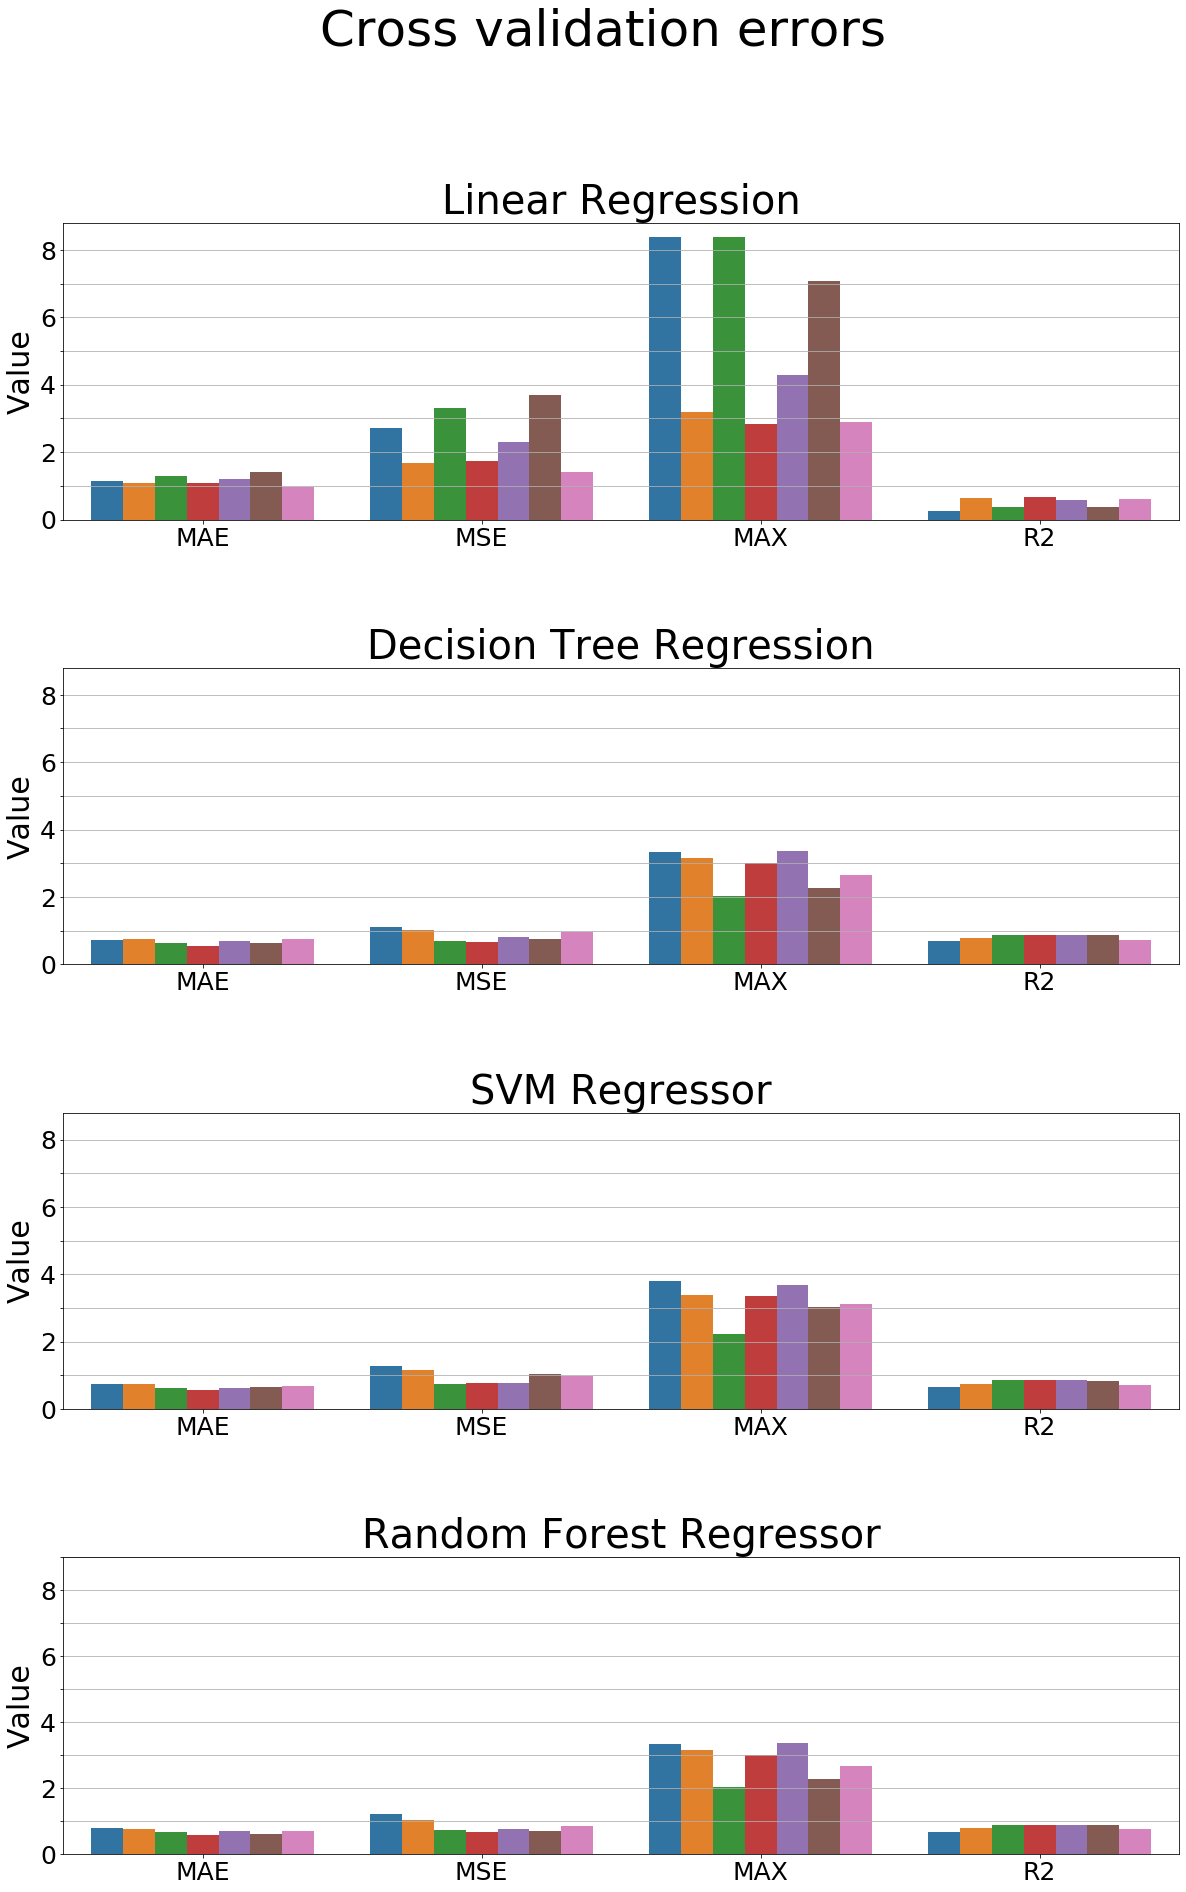 Cross validation errors
Linear Regression
Value
8
6
4
2
0
MAE MSE MAX R2
Decision Tree Regression
Value
8
6
4
2
0
MAE MSE MAX R2
SVM Regressor
Value
8
6
4
2
0
MAE MSE MAX R2
Random Forest Regressor
Value
8
6
4
2
0
MAE MSE MAX R2